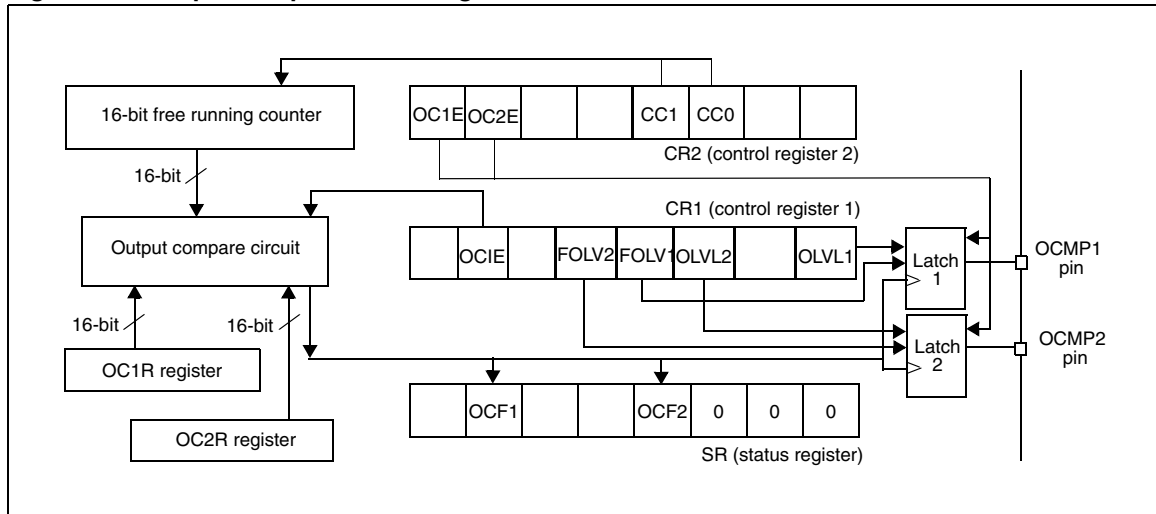 16-bit free running counter
OC1E OC2E CC1 CC0
CR2 (control register 2)
16-bit
CR1 (control register 1)
Output compare circuit
OCIE FOLV2 FOLV1 OLVL2 OLVL1
Latch
1
OCMP1
pin
16-bit
16-bit
OC1R register
Latch
2
OCMP2
pin
OCF1 OCF2 0 0 0
OC2R register
SR (status register)